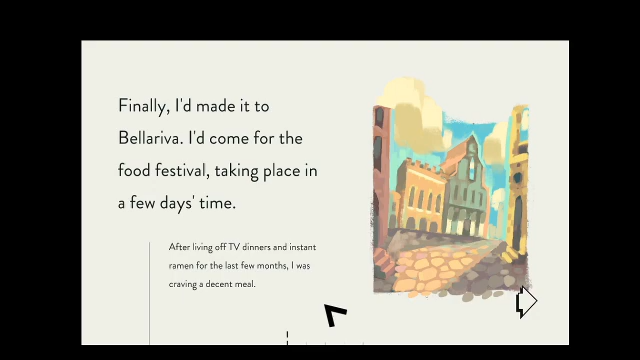 Finally, I'd made it to
Bellariva. I'd come for the
food festival, taking place in
a few days' time.
After living off TV dinners and instant
ramen for the last few months, I was
craving a decent meal.